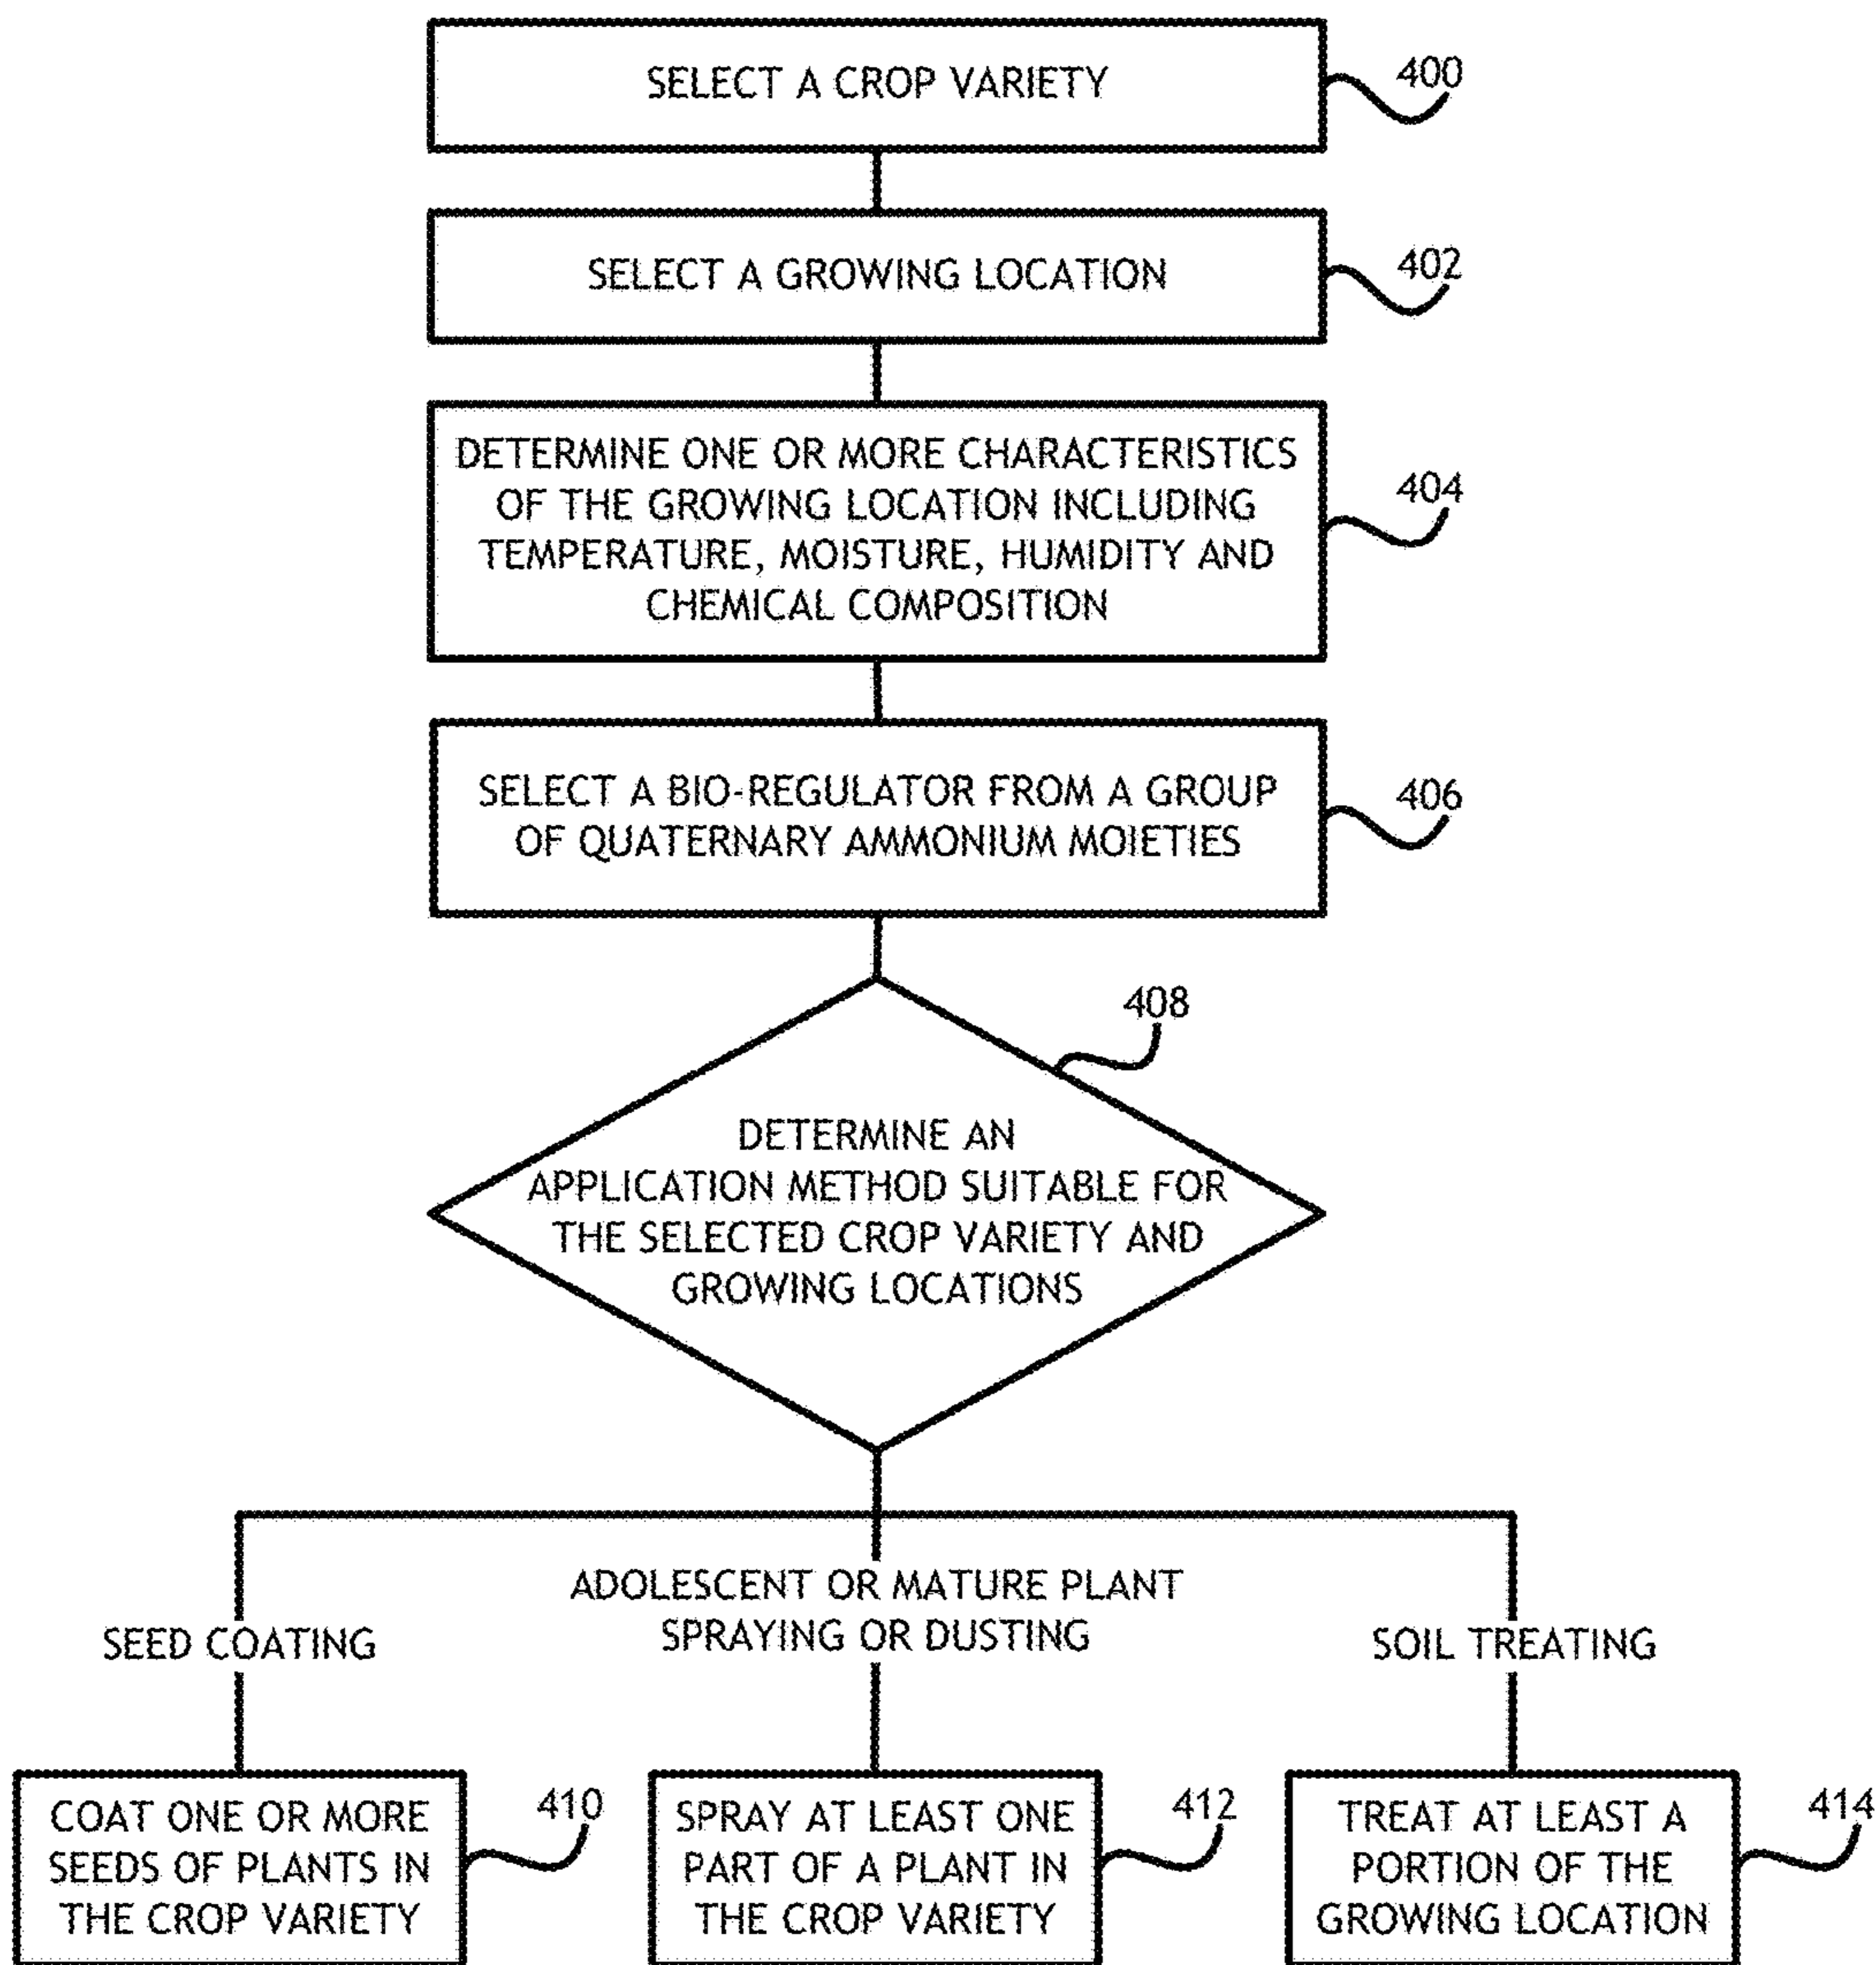 SELECT A CROP VARIETY
400
SELECT A GROWING LOCATION
402
DETERMINE ONE OR MORE CHARACTERISTICS
OF THE GROWING LOCATION INCLUDING
TEMPERATURE, MOISTURE, HUMIDITY AND
CHEMICAL COMPOSITION
404
SELECT A BIO-REGULATOR FROM A GROUP
OF QUATERNARY AMMONIUM MOIETIES
406
408
DETERMINE AN
APPLICATION METHOD SUITABLE FOR
THE SELECTED CROP VARIETY AND
GROWING LOCATIONS
SEED COATING
ADOLESCENT OR MATURE PLANT
SPRAYING OR DUSTING
SOIL TREATING
COAT ONE OR MORE
SEEDS OF PLANTS IN
THE CROP VARIETY
410
SPRAY AT LEAST ONE
PART OF A PLANT IN
THE CROP VARIETY
412
TREAT AT LEAST A
PORTION OF THE
GROWING LOCATION
414